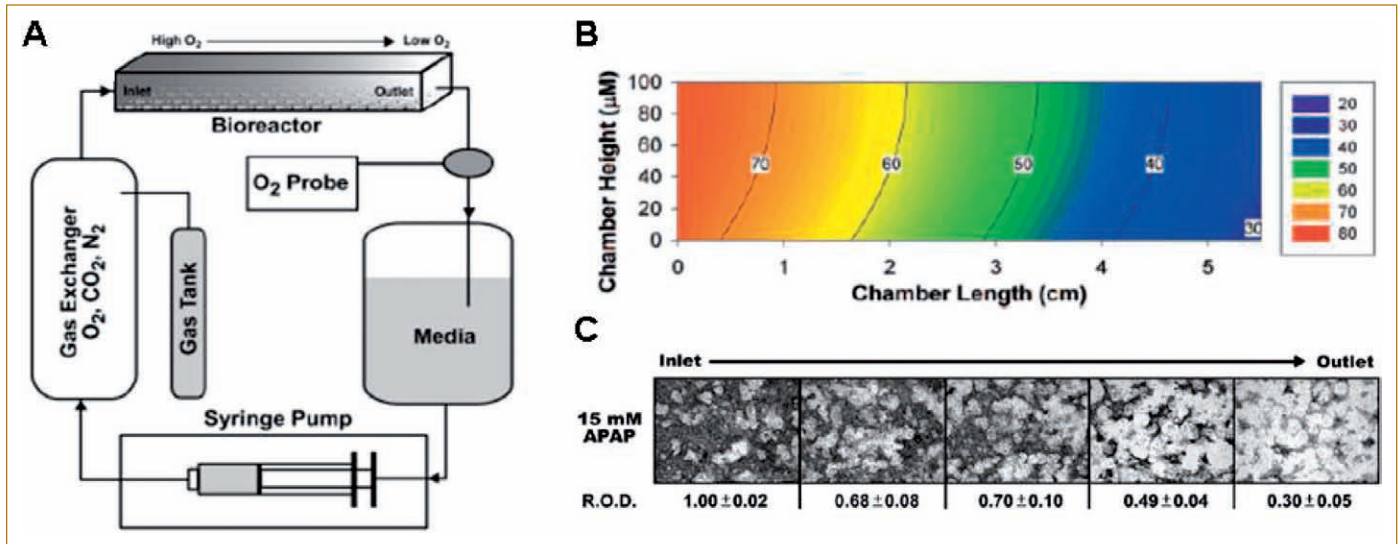 A
High O₂ Low O₂
Inlet
Outlet
Bioreactor
O₂ Probe
Gas Exchanger
O₂, CO₂, N₂
Gas Tank
Media
Syringe Pump
B
Chamber Height (µM)
100
80
60
40
20
0
70
60
50
40
30
0 1 2 3 4 5
Chamber Length (cm)
20
30
40
50
60
70
80
C
Inlet Outlet
15 mM
APAP
R.O.D. 1.00±0.02 0.68±0.08 0.70±0.10 0.49±0.04 0.30±0.05